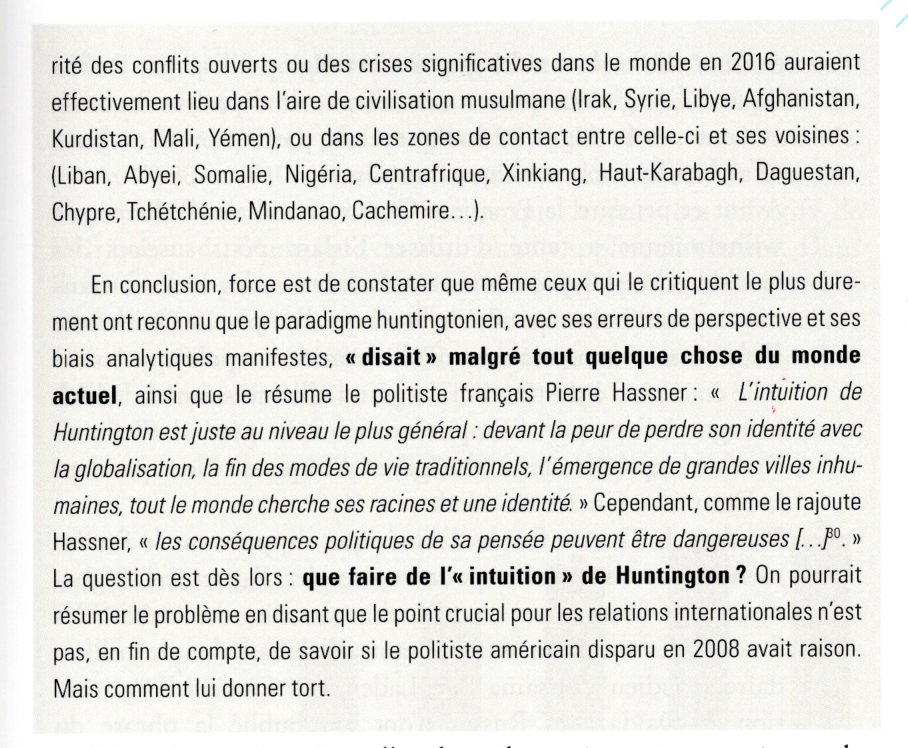 rité des conflits ouverts ou des crises significatives dans le monde en 2016 auraient
effectivement lieu dans l'aire de civilisation musulmane (Irak, Syrie, Libye, Afghanistan,
Kurdistan, Mali, Yémen), ou dans les zones de contact entre celle-ci et ses voisines :
(Liban, Abyei, Somalie, Nigéria, Centrafrique, Xinkiang, Haut-Karabagh, Daguestan,
Chypre, Tchétchénie, Mindanao, Cachemire…).
En conclusion, force est de constater que même ceux qui le critiquent le plus dure-
ment ont reconnu que le paradigme huntingtonien, avec ses erreurs de perspective et ses
biais analytiques manifestes, « disait » malgré tout quelque chose du monde
actuel, ainsi que le résume le politiste français Pierre Hassner : « L'intuition de
Huntington est juste au niveau le plus général : devant la peur de perdre son identité avec
la globalisation, la fin des modes de vie traditionnels, l'émergence de grandes villes inhu-
maines, tout le monde cherche ses racines et une identité. » Cependant, comme le rajoute
Hassner, « les conséquences politiques de sa pensée peuvent être dangereuses […]30. »
La question est dès lors : que faire de l'« intuition » de Huntington ? On pourrait
résumer le problème en disant que le point crucial pour les relations internationales n'est
pas, en fin de compte, de savoir si le politiste américain disparu en 2008 avait raison.
Mais comment lui donner tort.